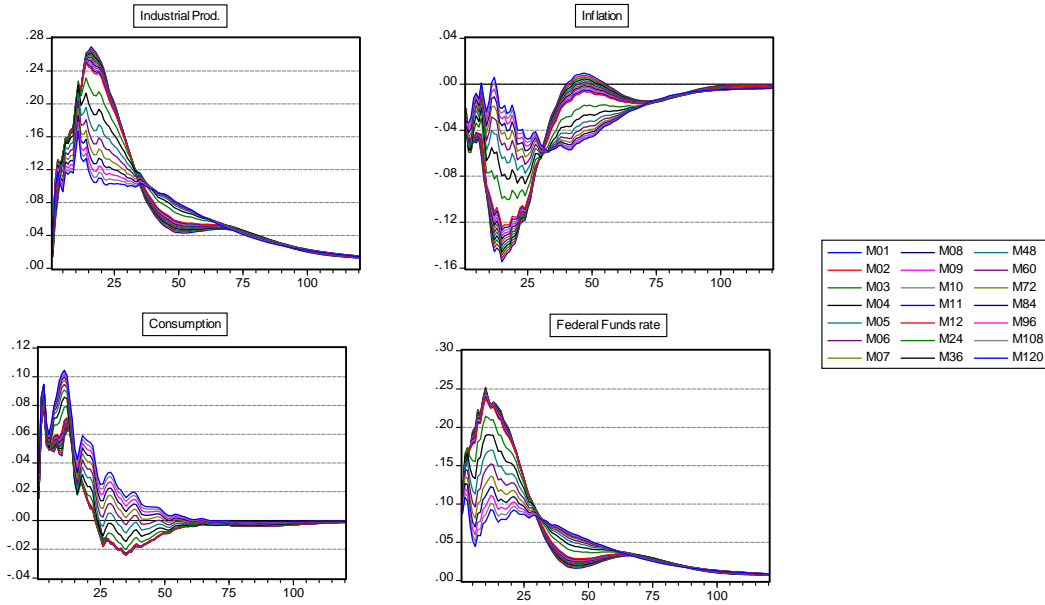 Industrial Prod.
.28
.24
.20
.16
.12
.08
.04
.00
25 50 75 100
Inflation
.04
.00
-.04
-.08
-.12
-.16
25 50 75 100
Consumption
.12
.10
.08
.06
.04
.02
.00
-.02
-.04
25 50 75 100
Federal Funds rate
.30
.25
.20
.15
.10
.05
.00
25 50 75 100
M01 M08 M48
M02 M09 M60
M03 M10 M72
M04 M11 M84
M05 M12 M96
M06 M24 M108
M07 M36 M120